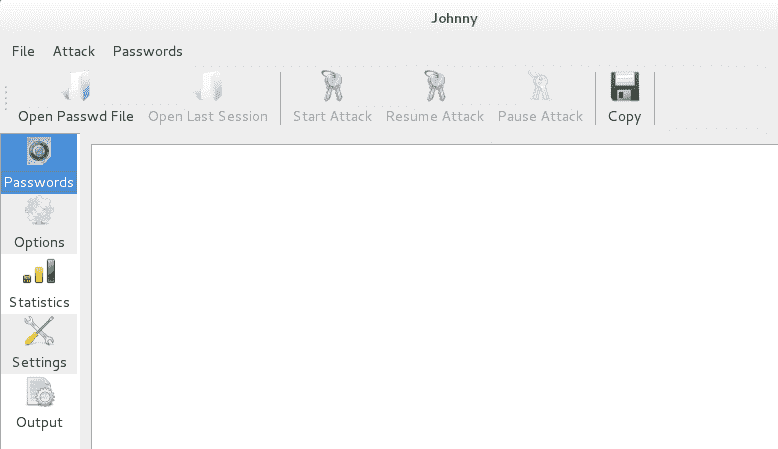 Johnny
File Attack Passwords
Open Passwd File Open Last Session Start Attack Resume Attack Pause Attack Copy
Passwords
Options
Statistics
Settings
Output